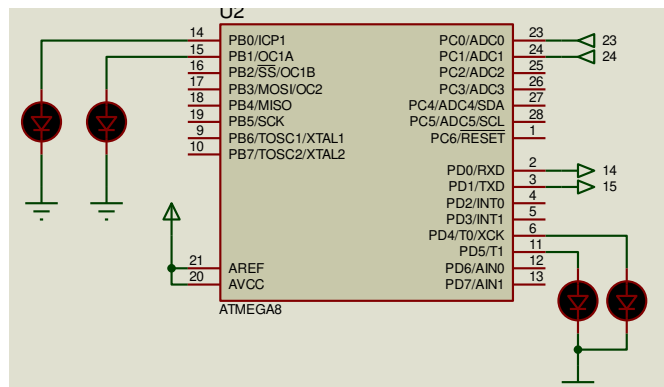 U2
14 PB0/ICP1 PC0/ADC0 23 23
15 PB1/OC1A PC1/ADC1 24 24
16 PB2/SS/OC1B PC2/ADC2 25
17 PB3/MOSI/OC2 PC3/ADC3 26
18 PB4/MISO PC4/ADC4/SDA 27
19 PB5/SCK PC5/ADC5/SCL 28
9 PB6/TOSC1/XTAL1 PC6/RESET 1
10 PB7/TOSC2/XTAL2
PD0/RXD 2 14
PD1/TXD 3 15
PD2/INT0 4
PD3/INT1 5
PD4/T0/XCK 6
PD5/T1 11
21 AREF PD6/AIN0 12
20 AVCC PD7/AIN1 13
ATMEGA8